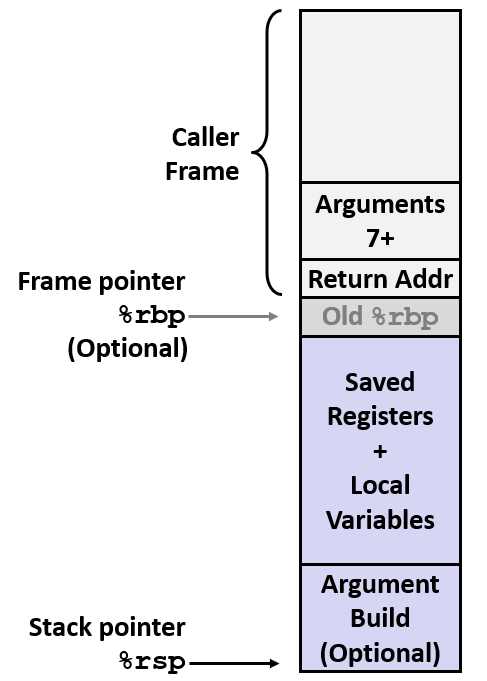 Caller
Frame
Arguments
7+
Return Addr
Frame pointer
%rbp
(Optional)
Old %rbp
Saved
Registers
+
Local
Variables
Argument
Build
(Optional)
Stack pointer
%rsp